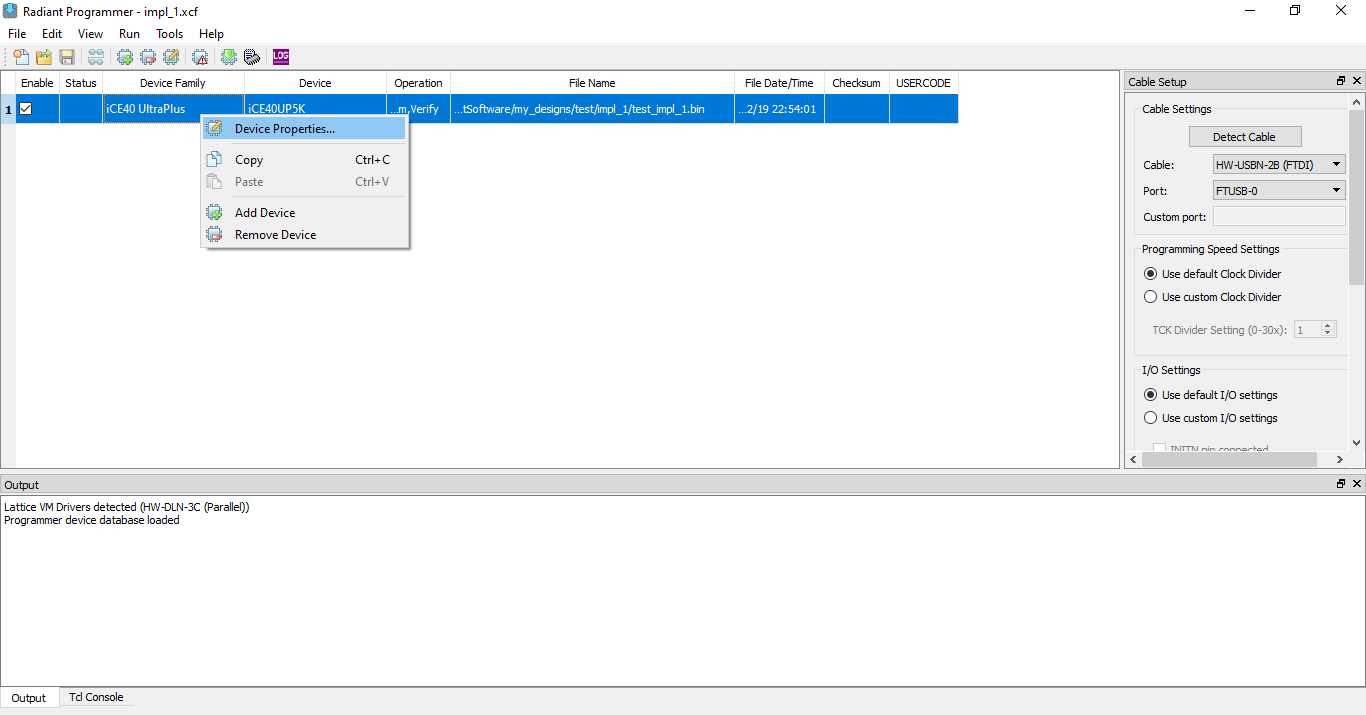 Radiant Programmer - impl_1.xcf
File Edit View Run Tools Help
LOG
Enable Status Device Family Device Operation File Name File Date/Time Checksum USERCODE
1 iCE40 UltraPlus iCE40UP5K ...m,Verify ...tSoftware/my_designs/test/impl_1/test_impl_1.bin ...2/19 22:54:01
Device Properties...
Copy Ctrl+C
Paste Ctrl+V
Add Device
Remove Device
Cable Setup
Cable Settings
Detect Cable
Cable: HW-USBN-2B (FTDI)
Port: FTUSB-0
Custom port:
Programming Speed Settings
Use default Clock Divider
Use custom Clock Divider
TCK Divider Setting (0-30x): 1
I/O Settings
Use default I/O settings
Use custom I/O settings
INITN pin connected
Output
Lattice VM Drivers detected (HW-DLN-3C (Parallel))
Programmer device database loaded
Output Tcl Console